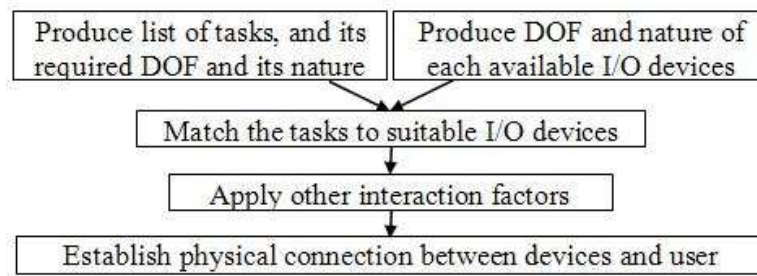 Produce list of tasks, and its
required DOF and its nature
Produce DOF and nature of
each available I/O devices
Match the tasks to suitable I/O devices
Apply other interaction factors
Establish physical connection between devices and user